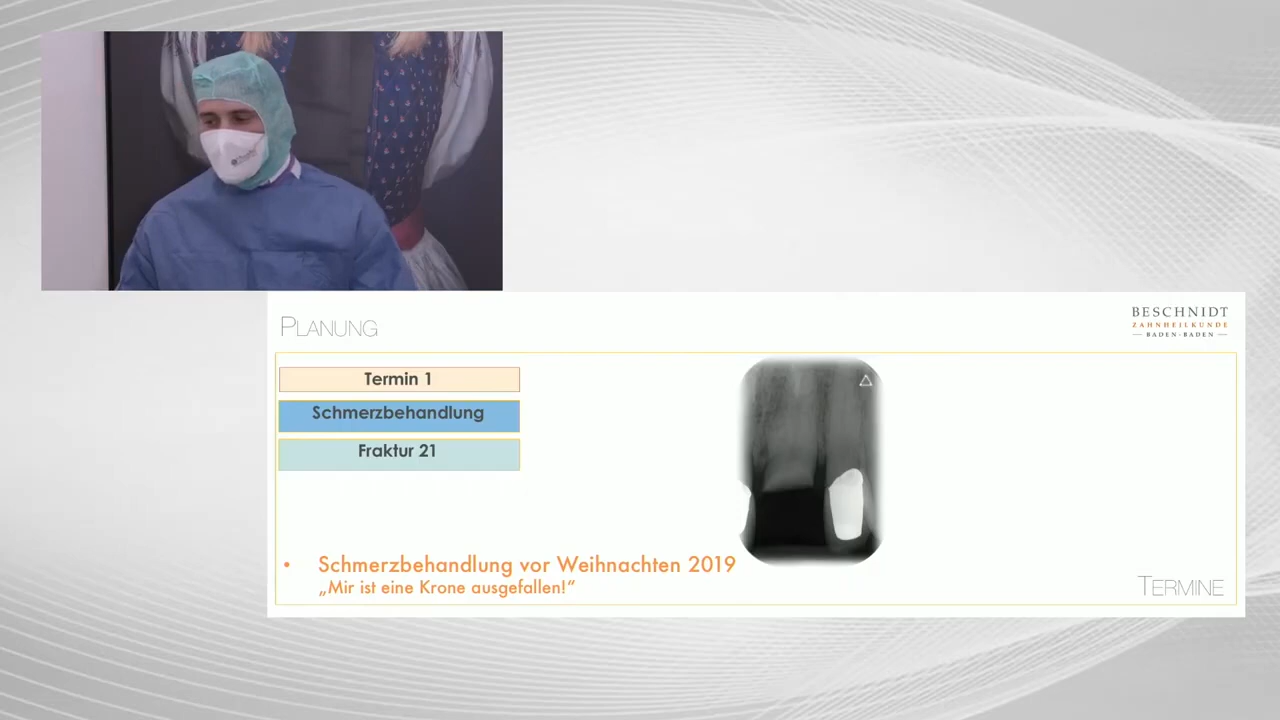 PLANUNG
BESCHNIDT
ZAHNHEILKUNDE
BADEN-BADEN
Termin 1
Schmerzbehandlung
Fraktur 21
• Schmerzbehandlung vor Weihnachten 2019
„Mir ist eine Krone ausgefallen!“
TERMINE